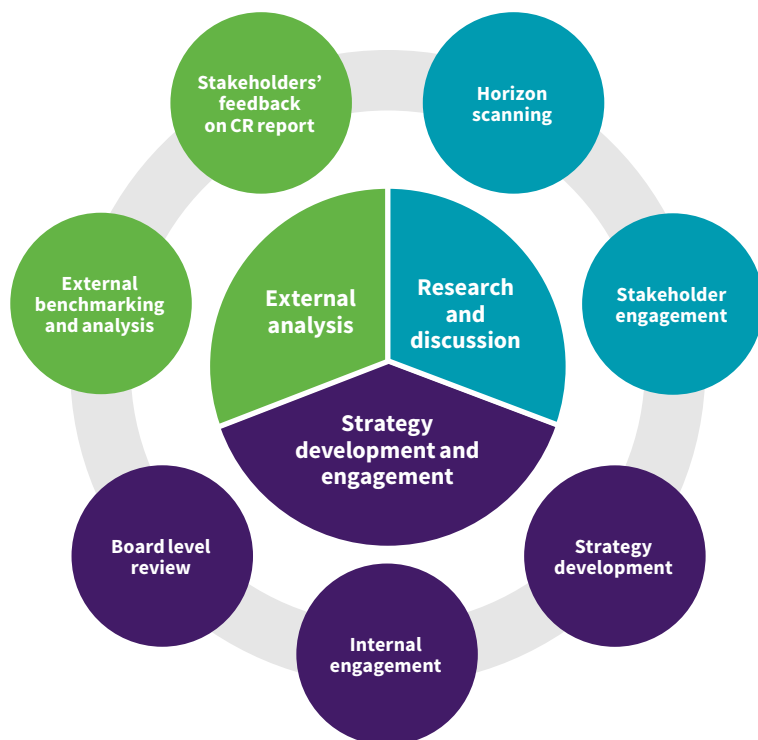 Stakeholders’
feedback
on CR report
Horizon
scanning
External
benchmarking
and analysis
External
analysis
Research
and
discussion
Stakeholder
engagement
Strategy
development and
engagement
Board level
review
Strategy
development
Internal
engagement